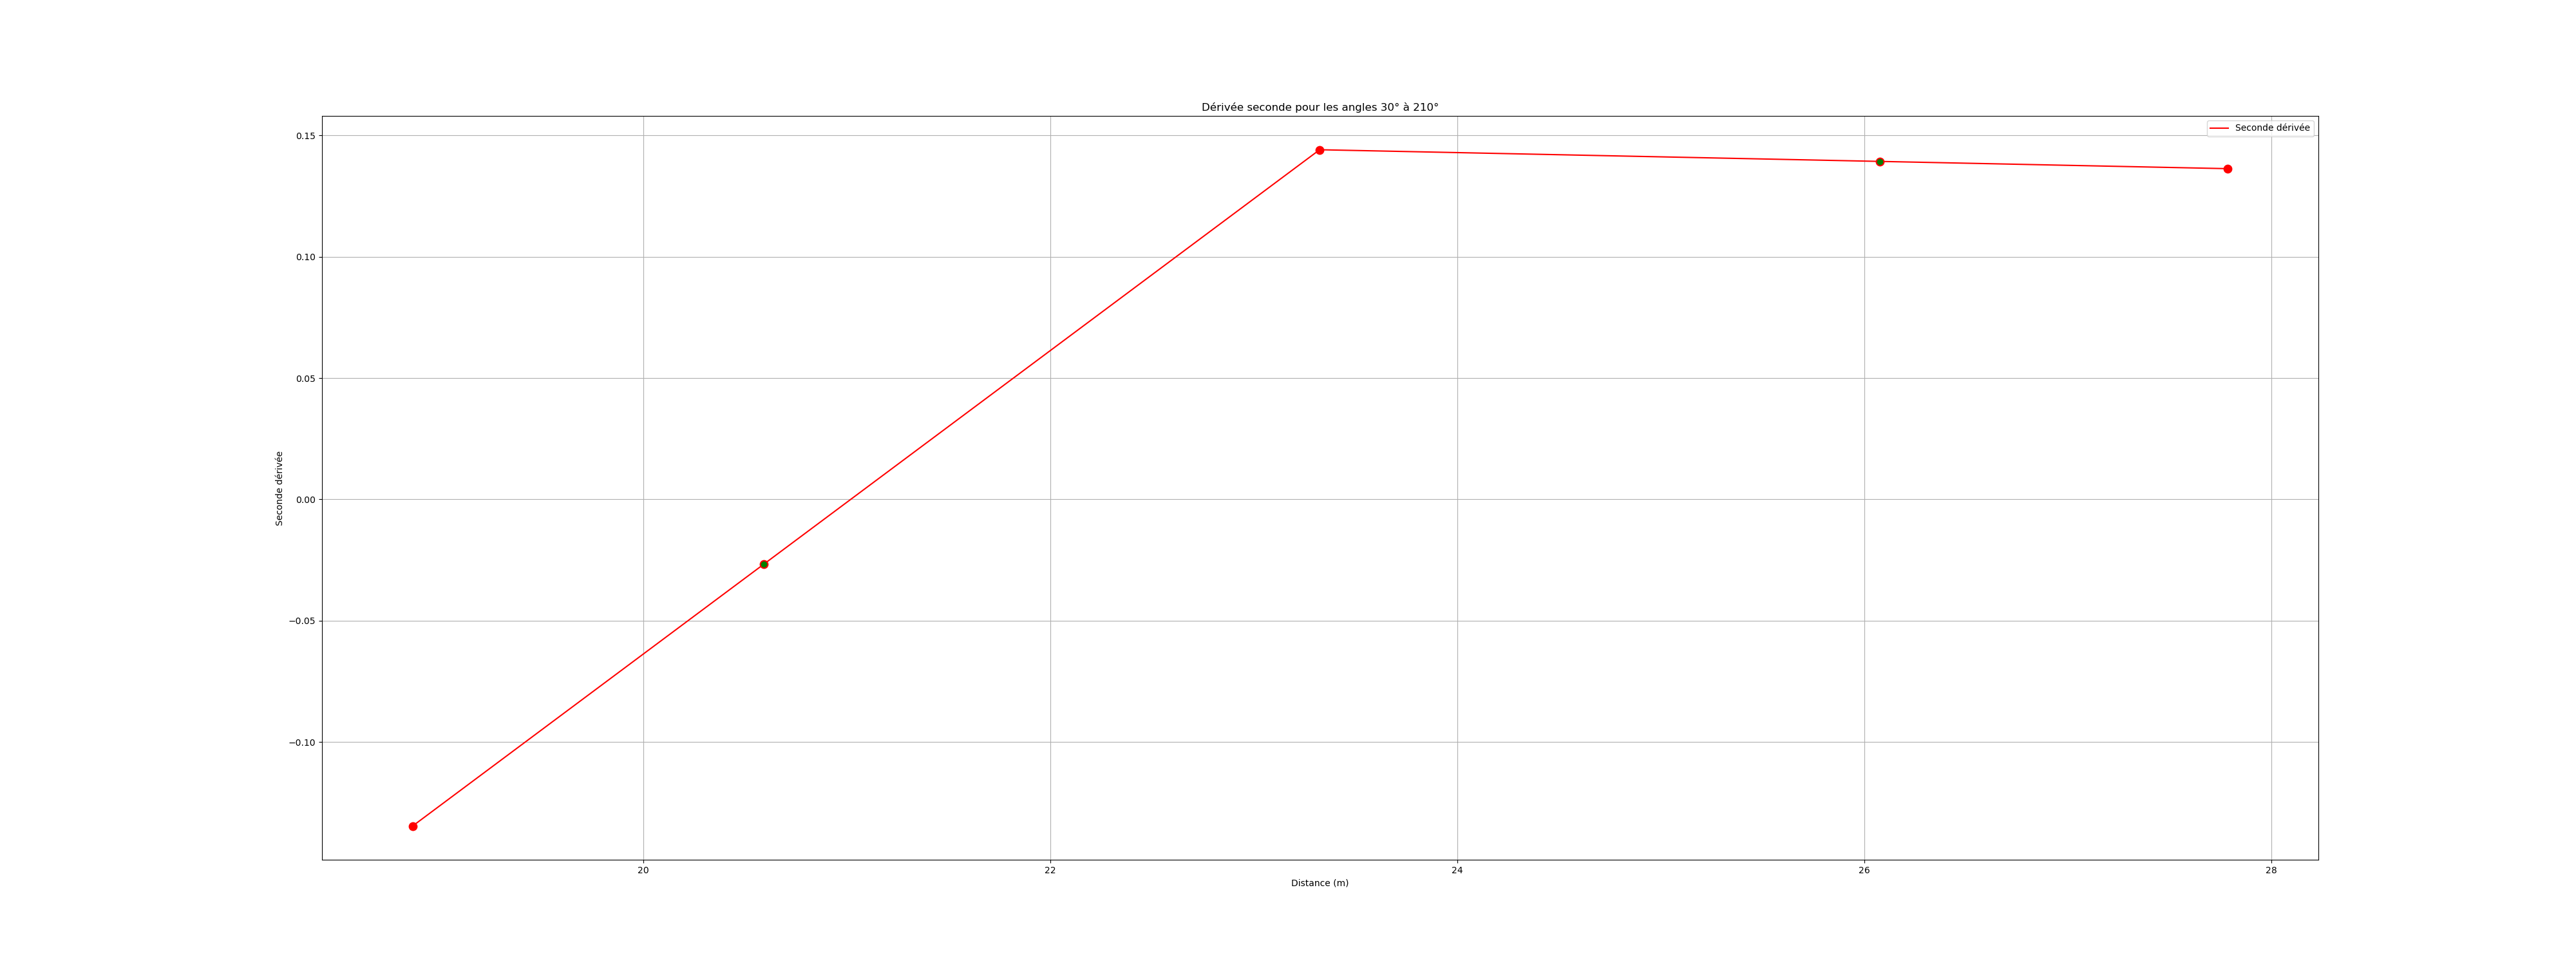 Dérivée seconde pour les angles 30° à 210°
Seconde dérivée
0.15
0.10
0.05
0.00
−0.05
−0.10
Seconde dérivée
20
22
24
26
28
Distance (m)